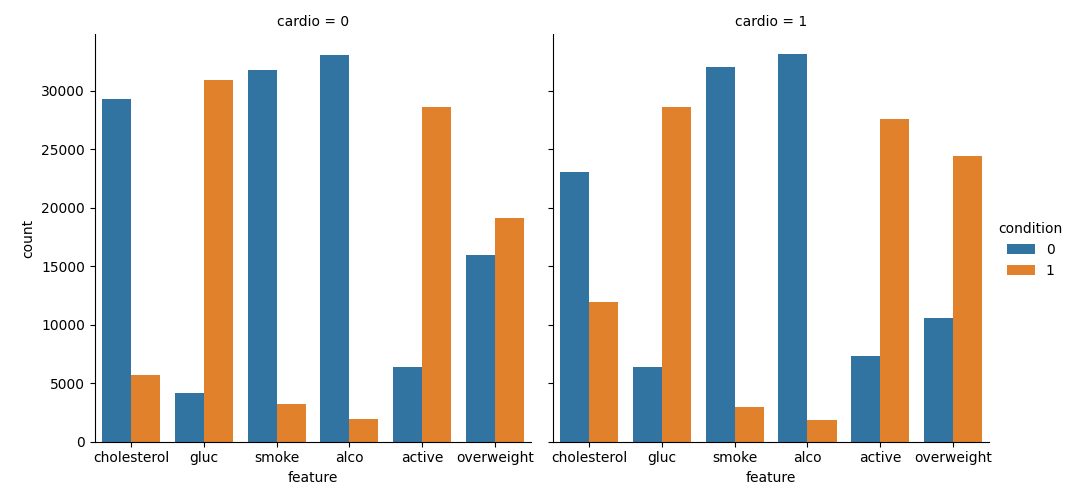 cardio = 0
cardio = 1
30000
25000
20000
15000
10000
5000
0
count
cholesterol gluc smoke alco active overweight
cholesterol gluc smoke alco active overweight
feature
feature
condition
0
1